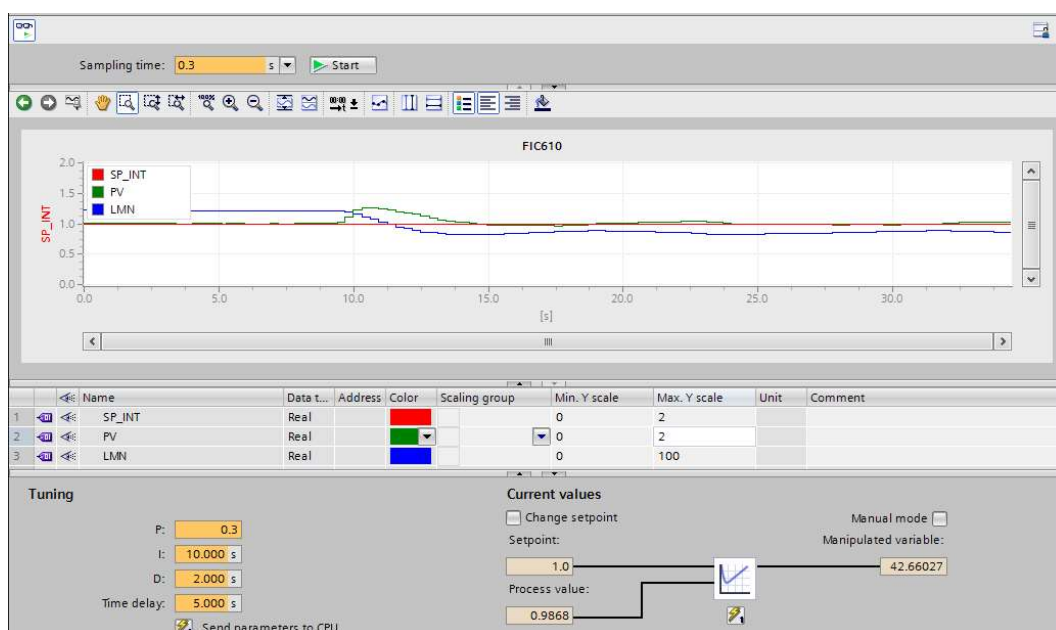 Sampling time: 0.3 s Start
FIC610
SP_INT
PV
LMN
SP_INT
2.0
1.5
1.0
0.5
0.0
0.0 5.0 10.0 15.0 20.0 25.0 30.0
[s]
Name Data t... Address Color Scaling group Min. Y scale Max. Y scale Unit Comment
1 SP_INT Real 0 2
2 PV Real 0 2
3 LMN Real 0 100
Tuning
P: 0.3
I: 10.000 s
D: 2.000 s
Time delay: 5.000 s
Send parameters to CPU
Current values
Change setpoint Manual mode
Setpoint: Manipulated variable:
1.0 42.66027
Process value:
0.9868